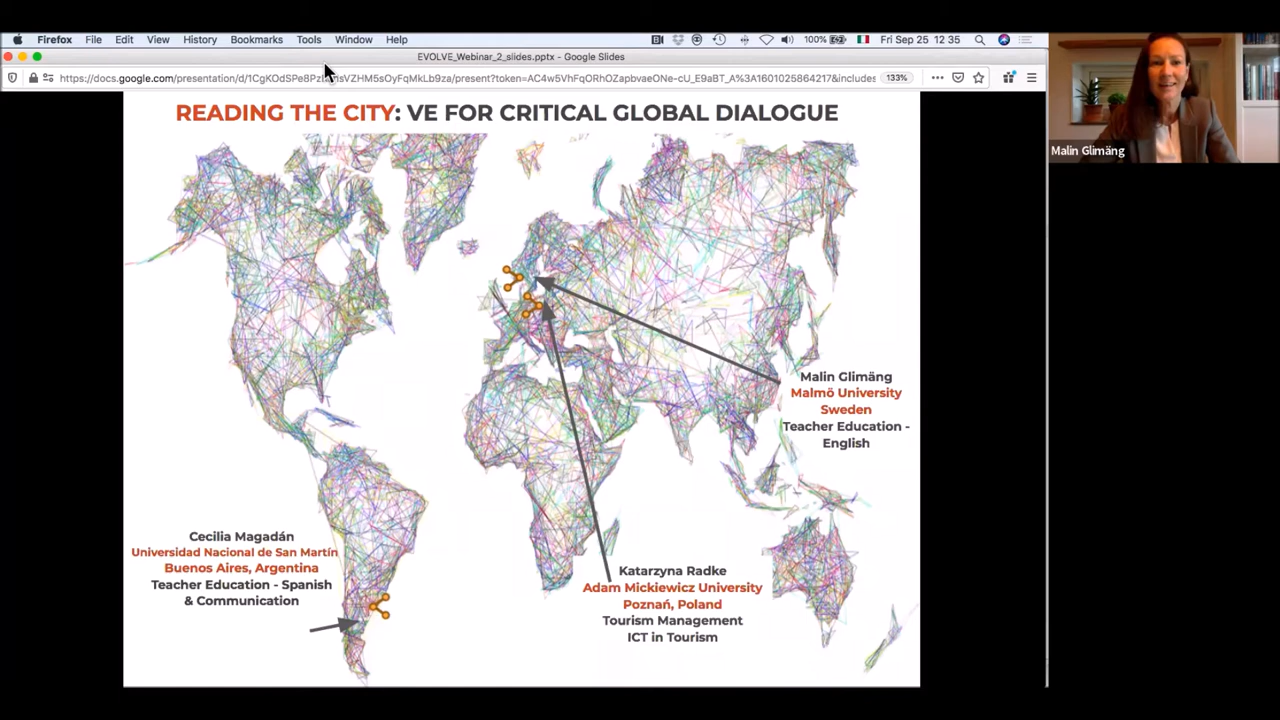 Firefox File Edit View History Bookmarks Tools Window Help 100% Fri Sep 25 12 35
EVOLVE_Webinar_2_slides.pptx - Google Slides
133%
READING THE CITY: VE FOR CRITICAL GLOBAL DIALOGUE
Malin Glimäng
Malin Glimäng
Malmö University
Sweden
Teacher Education -
English
Cecilia Magadán
Universidad Nacional de San Martín
Buenos Aires, Argentina
Teacher Education - Spanish
& Communication
Katarzyna Radke
Adam Mickiewicz University
Poznań, Poland
Tourism Management
ICT in Tourism